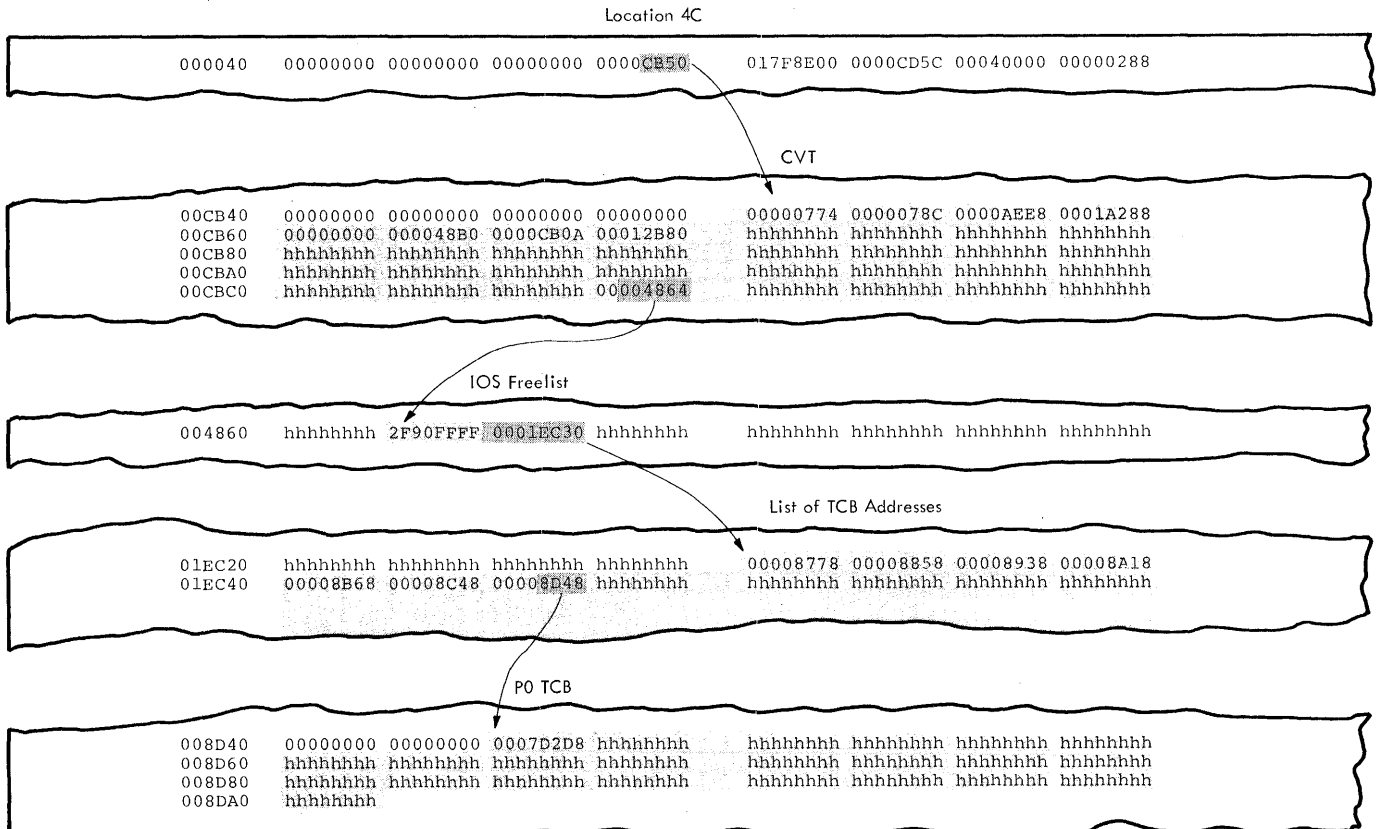 Location 4C
000040 00000000 00000000 00000000 0000CB50 017F8E00 0000CD5C 00040000 00000288
CVT
00CB40 00000000 00000000 00000000 00000000 00000774 0000078C 0000AEE8 0001A288
00CB60 00000000 000048B0 0000CB0A 00012B80 hhhhhhhh hhhhhhhh hhhhhhhh hhhhhhhh
00CB80 hhhhhhhh hhhhhhhh hhhhhhhh hhhhhhhh hhhhhhhh hhhhhhhh hhhhhhhh hhhhhhhh
00CBA0 hhhhhhhh hhhhhhhh hhhhhhhh hhhhhhhh hhhhhhhh hhhhhhhh hhhhhhhh hhhhhhhh
00CBC0 hhhhhhhh hhhhhhhh hhhhhhhh 00004864 hhhhhhhh hhhhhhhh hhhhhhhh hhhhhhhh
IOS Freelist
004860 hhhhhhhh 2F90FFFF 0001EC30 hhhhhhhh hhhhhhhh hhhhhhhh hhhhhhhh hhhhhhhh
List of TCB Addresses
01EC20 hhhhhhhh hhhhhhhh hhhhhhhh hhhhhhhh 00008778 00008858 00008938 00008A18
01EC40 00008B68 00008C48 00008D48 hhhhhhhh hhhhhhhh hhhhhhhh hhhhhhhh hhhhhhhh
P0 TCB
008D40 00000000 00000000 0007D2D8 hhhhhhhh hhhhhhhh hhhhhhhh hhhhhhhh hhhhhhhh
008D60 hhhhhhhh hhhhhhhh hhhhhhhh hhhhhhhh hhhhhhhh hhhhhhhh hhhhhhhh hhhhhhhh
008D80 hhhhhhhh hhhhhhhh hhhhhhhh hhhhhhhh hhhhhhhh hhhhhhhh hhhhhhhh hhhhhhhh
008DA0 hhhhhhhh